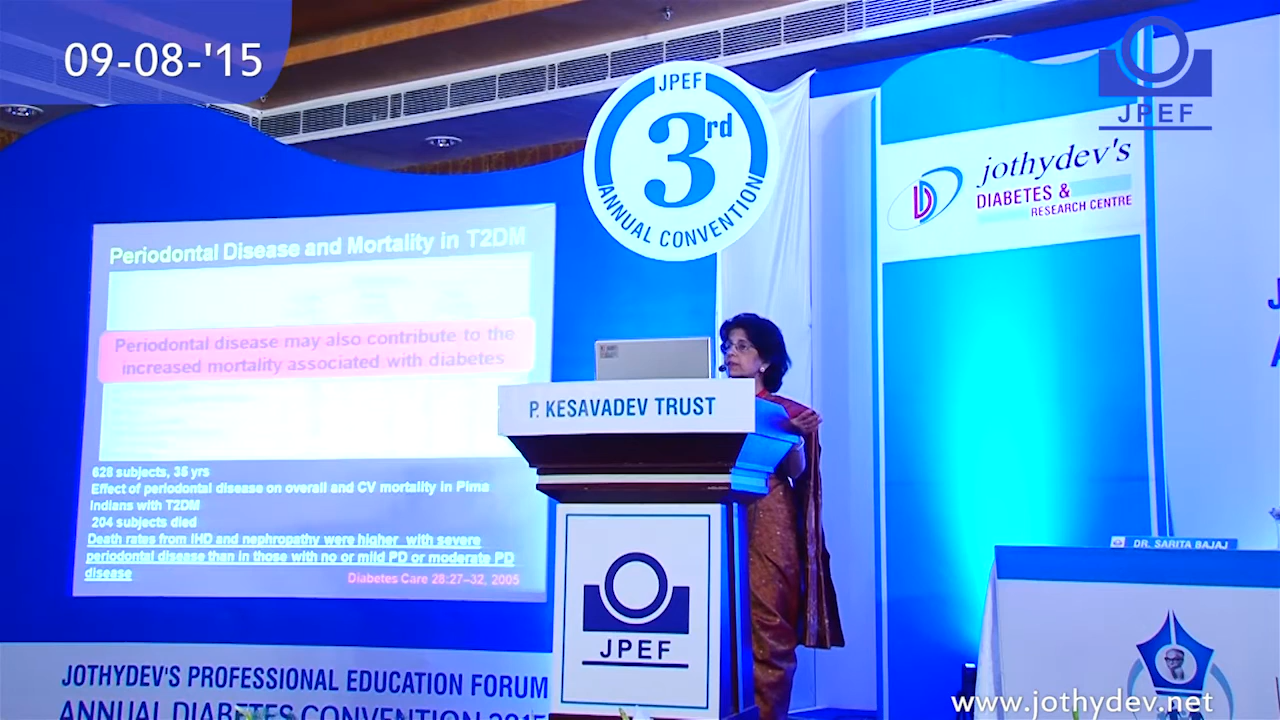 09-08-'15
JPEF
3rd
ANNUAL CONVENTION
JPEF
jothydev's
DIABETES &
RESEARCH CENTRE
Periodontal Disease and Mortality in T2DM
Periodontal disease may also contribute to the
increased mortality associated with diabetes
628 subjects, 35 yrs
Effect of periodontal disease on overall and CV mortality in Pima
Indians with T2DM
204 subjects died
Death rates from IHD and nephropathy were higher with severe
periodontal disease than in those with no or mild PD or moderate PD
disease
Diabetes Care 28:27–32, 2005
P. KESAVADEV TRUST
JPEF
DR. SARITA BAJAJ
JOTHYDEV'S PROFESSIONAL EDUCATION FORUM
ANNUAL DIABETES CONVENTION 2015
www.jothydev.net